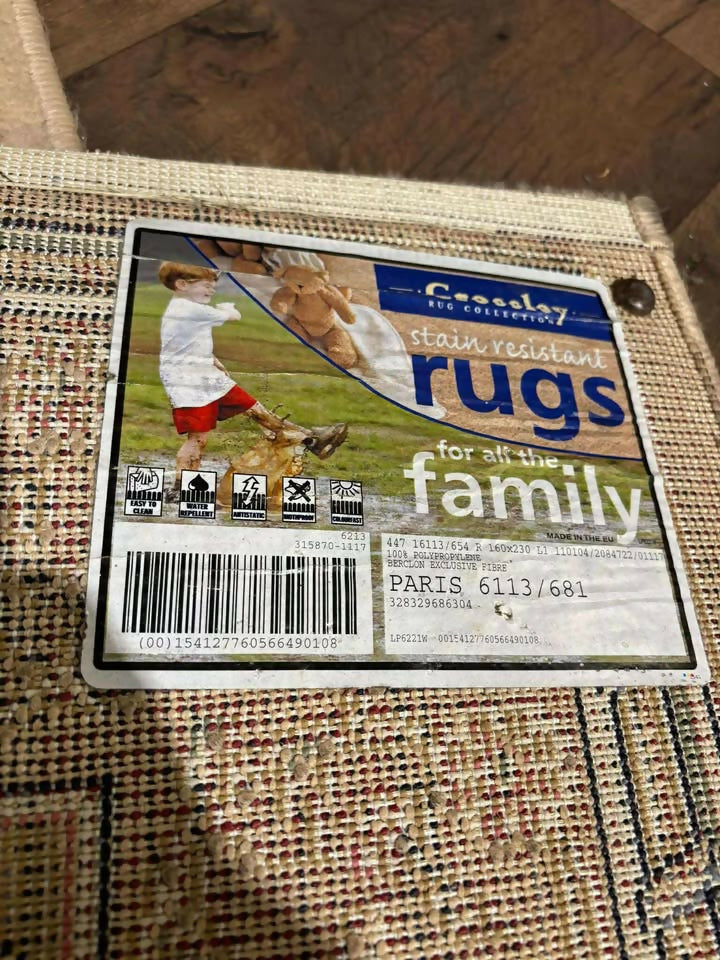 Crossley
RUG COLLECTION
stain resistant
rugs
for all the
family
EASY TO
CLEAN
WATER
REPELLENT
ANTISTATIC
MOTHPROOF
COLOURFAST
MADE IN THE EU
6213
315870-1117
(00)154127760566490108
447 16113/654 R 160x230 L1 110104/2084722/01117
100% POLYPROPYLENE
BERCLON EXCLUSIVE FIBRE
PARIS 6113/681
328329686304
LP6221W 00154127760566490108